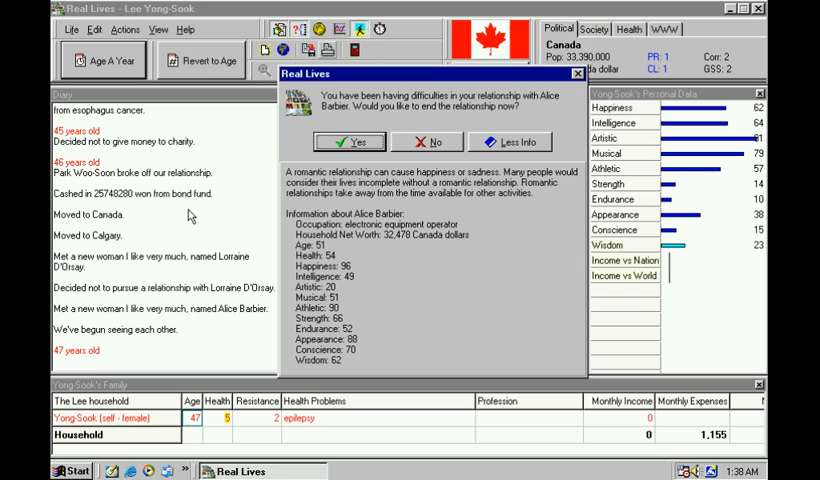 Real Lives - Lee Yong-Sook
Life Edit Actions View Help
Age A Year
Revert to Age
Political Society Health WWW
Canada
Pop: 33,390,000 PR: 1 Corr: 2
da dollar CL: 1 GSS: 2
Diary
from esophagus cancer.
45 years old
Decided not to give money to charity.
46 years old
Park Woo-Soon broke off our relationship.
Cashed in 25748280 won from bond fund.
Moved to Canada.
Moved to Calgary.
Met a new woman I like very much, named Lorraine
D'Orsay.
Decided not to pursue a relationship with Lorraine D'Orsay.
Met a new woman I like very much, named Alice Barbier.
We've begun seeing each other.
47 years old
Real Lives
You have been having difficulties in your relationship with Alice
Barbier. Would you like to end the relationship now?
Yes No Less Info
A romantic relationship can cause happiness or sadness. Many people
would consider their lives incomplete without a romantic relationship. Romantic
relationships take away from the time available for other activities.
Information about Alice Barbier:
Occupation: electronic equipment operator
Household Net Worth: 32,478 Canada dollars
Age: 51
Health: 54
Happiness: 96
Intelligence: 49
Artistic: 20
Musical: 51
Athletic: 90
Strength: 66
Endurance: 52
Appearance: 88
Conscience: 70
Wisdom: 62
Yong-Sook's Personal Data
Happiness 62
Intelligence 64
Artistic 91
Musical 79
Athletic 57
Strength 14
Endurance 10
Appearance 38
Conscience 15
Wisdom 23
Income vs Nation
Income vs World
Yong-Sook's Family
The Lee household Age Health Resistance Health Problems Profession Monthly Income Monthly Expenses
Yong-Sook (self - female) 47 5 2 epilepsy 0
Household 0 1,155
Start
Real Lives
1:38 AM